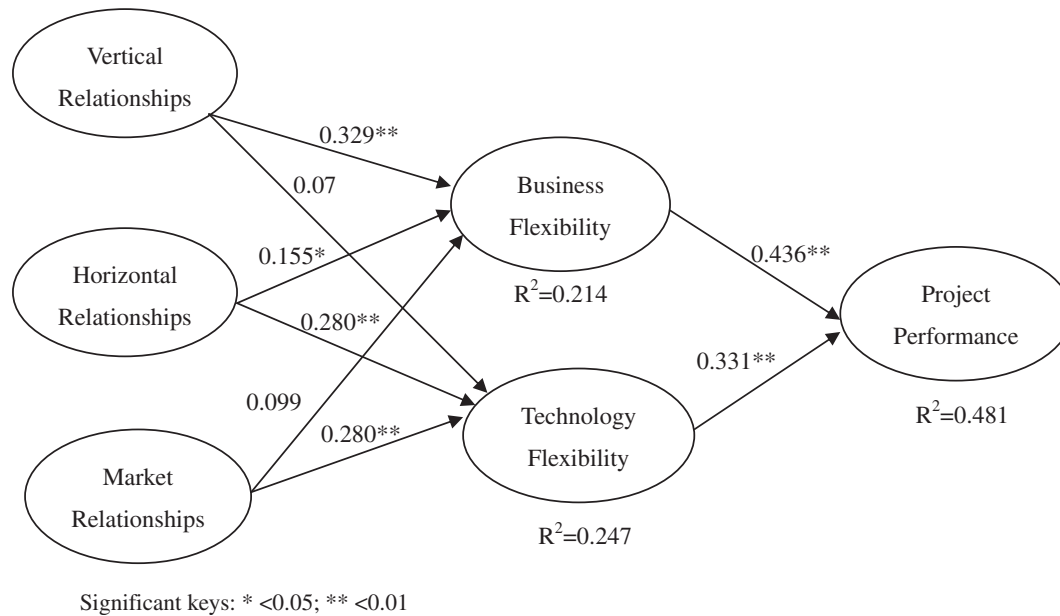 Vertical
Relationships
0.329**
0.07
Business
Flexibility
R²=0.214
0.436**
Horizontal
Relationships
0.155*
0.280**
Project
Performance
R²=0.481
0.331**
0.099
0.280**
Technology
Flexibility
R²=0.247
Market
Relationships
Significant keys: * <0.05; ** <0.01